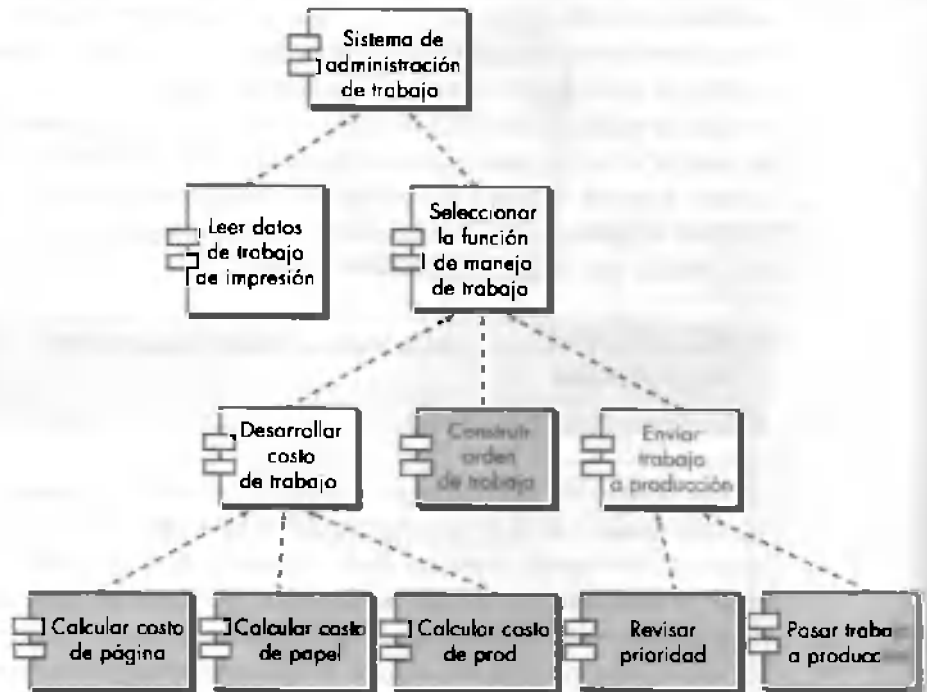 Sistema de
administración
de trabajo
Leer datos
de trabajo
de impresión
Seleccionar
la función
de manejo
de trabajo
Desarrollar
costo
de trabajo
Construir
orden
de trabajo
Enviar
trabajo
a producción
Calcular costo
de página
Calcular costo
de papel
Calcular costo
de prod
Revisar
prioridad
Pasar trabaj
a producc